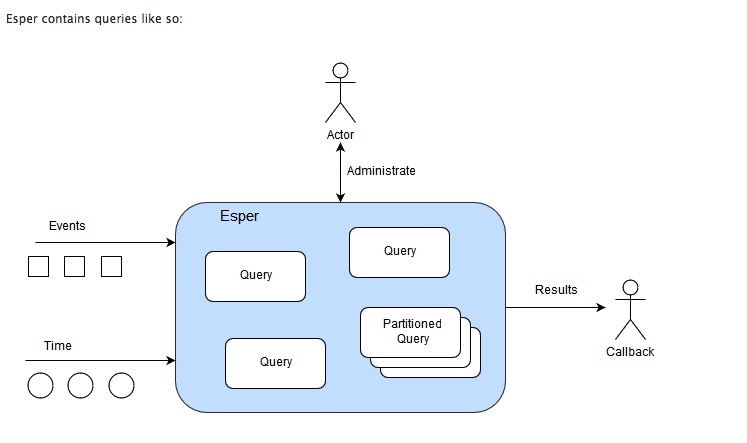 Esper contains queries like so:
Actor
Administrate
Esper
Events
Query
Query
Results
Partitioned
Query
Time
Query
Callback